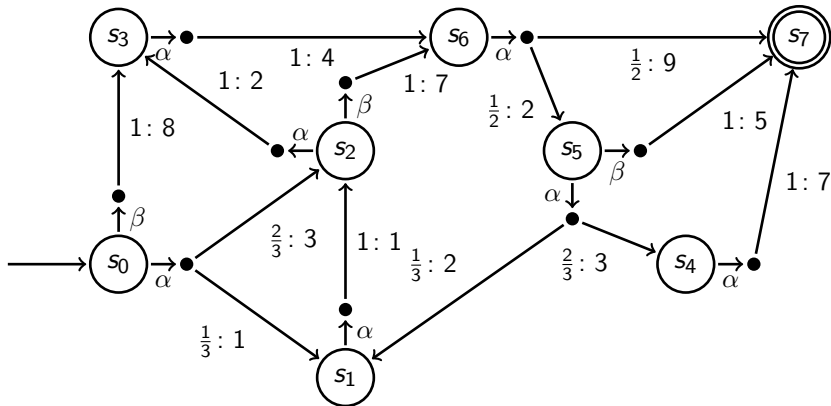 s₃ α 1: 4 s₆ α ½: 9 s₇
1: 2 1: 7
1: 8 β ½: 2 1: 5
α s₂ s₅ β
α 1: 7
β
s₀ α ⅔: 3 1: 1 ⅓: 2 ⅔: 3 s₄ α
⅓: 1 α
s₁